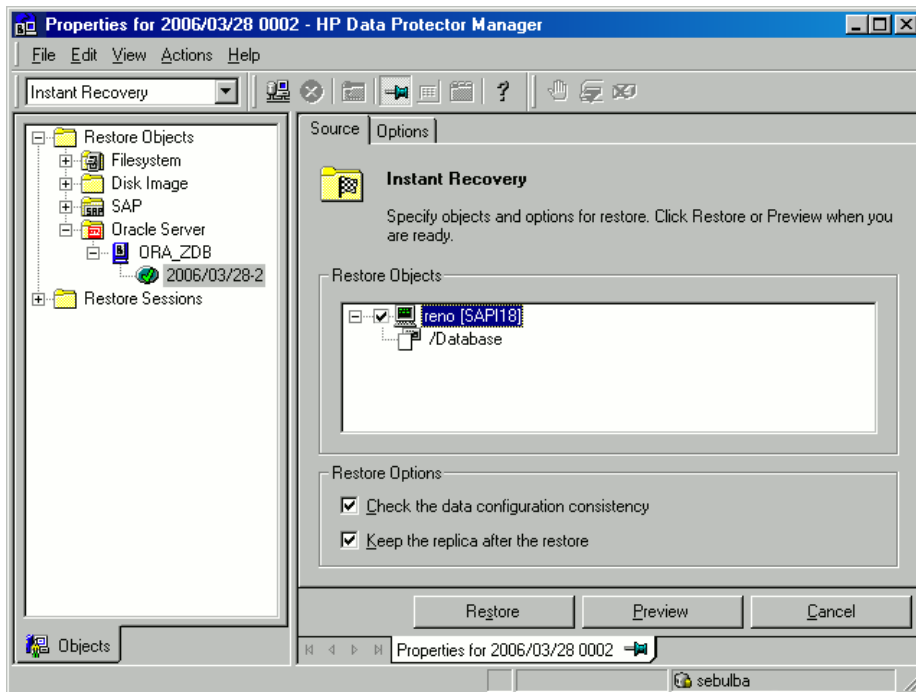 Properties for 2006/03/28 0002 - HP Data Protector Manager
File Edit View Actions Help
Instant Recovery
?
Restore Objects
Filesystem
Disk Image
SAP
Oracle Server
ORA_ZDB
2006/03/28-2
Restore Sessions
Objects
Source Options
Instant Recovery
Specify objects and options for restore. Click Restore or Preview when you
are ready.
Restore Objects
reno [SAPI18]
/Database
Restore Options
Check the data configuration consistency
Keep the replica after the restore
Restore Preview Cancel
Properties for 2006/03/28 0002
sebulba